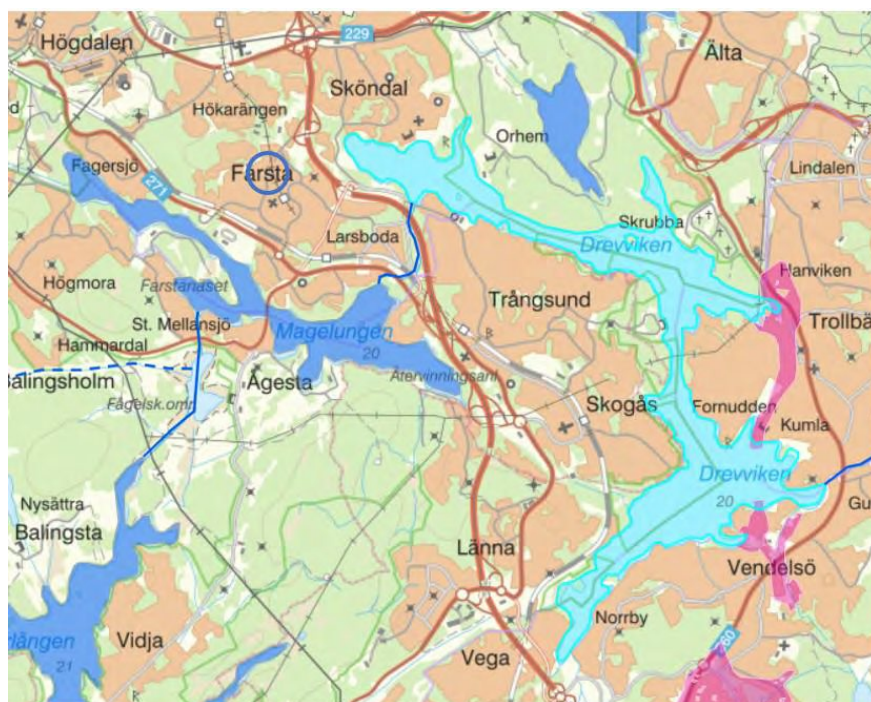 Högdalen
229
Sköndal
Älta
Hökarängen
Orhem
Fagersjö
Farsta
Lindalen
271
Larsboda
Skrubba
Drevviken
Högmora
Farstanäset
Hanviken
Trångsund
St. Mellansjö
Magelungen
20
Trollbä
Hammardal
Balingsholm
Ågesta
Återvinningsanl
Fågelsk.omr.
Skogås
Fornudden
Kumla
Drevviken
20
Nysättra
Gu
Balingsta
Länna
Vendelsö
Norrby
rlången
21
Vidja
Vega
60